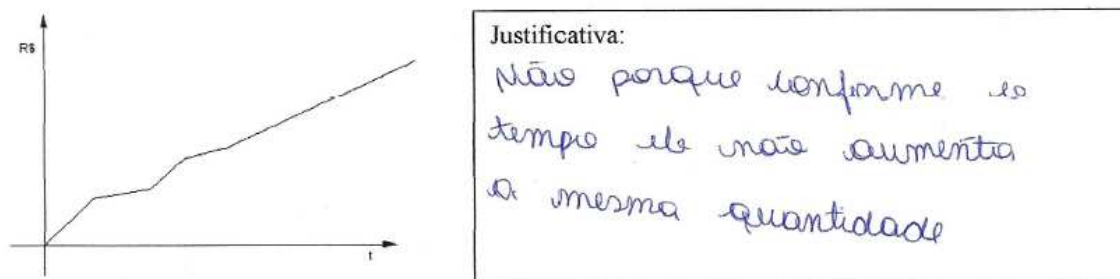 R$
t
Justificativa:
Não porque conforme o
tempo ele não aumenta
a mesma quantidade